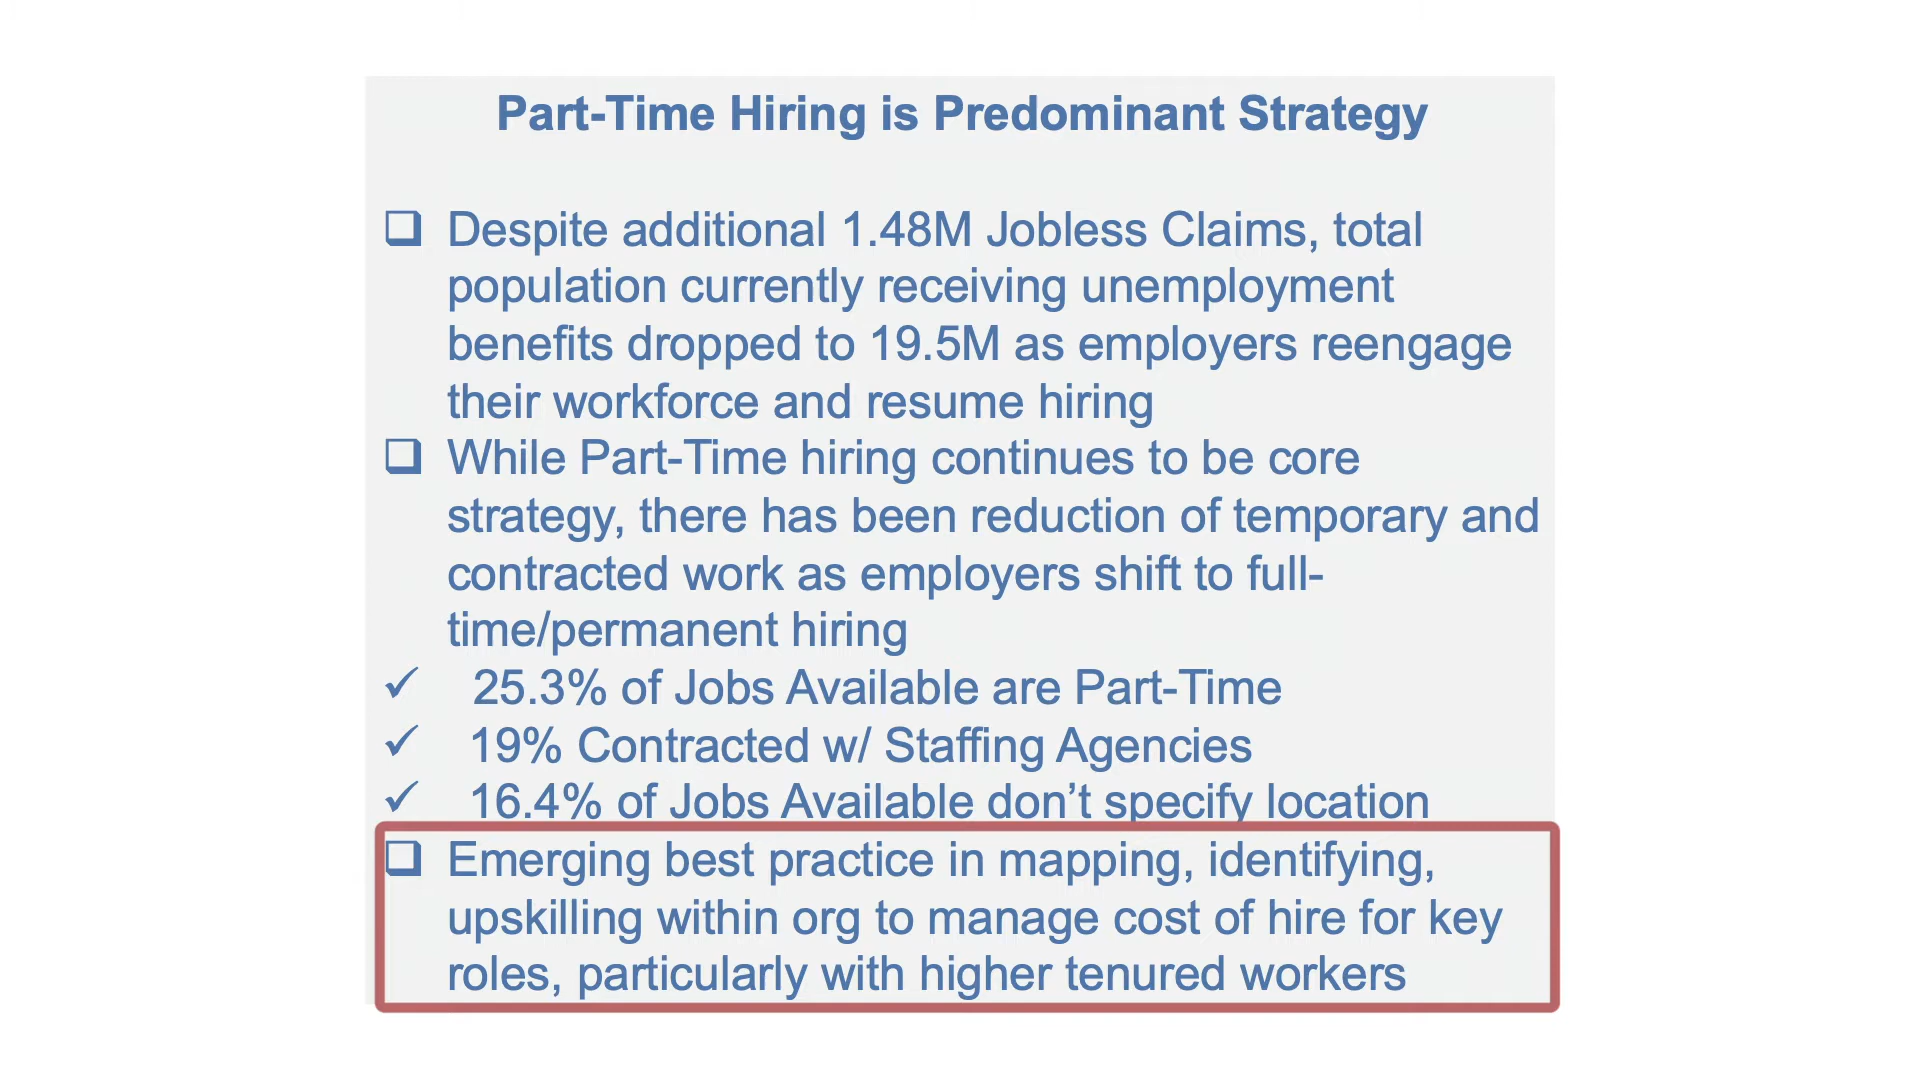 Part-Time Hiring is Predominant Strategy
Despite additional 1.48M Jobless Claims, total
population currently receiving unemployment
benefits dropped to 19.5M as employers reengage
their workforce and resume hiring
While Part-Time hiring continues to be core
strategy, there has been reduction of temporary and
contracted work as employers shift to full-
time/permanent hiring
25.3% of Jobs Available are Part-Time
19% Contracted w/ Staffing Agencies
16.4% of Jobs Available don’t specify location
Emerging best practice in mapping, identifying,
upskilling within org to manage cost of hire for key
roles, particularly with higher tenured workers